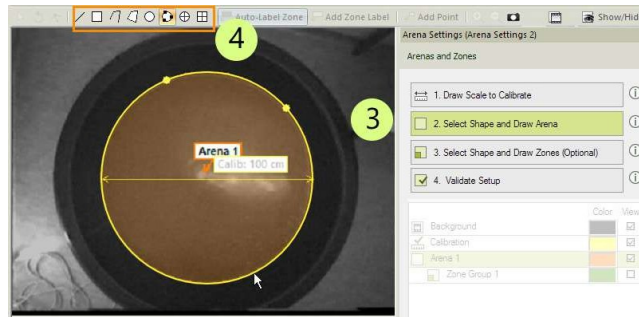 Auto-Label Zone
Add Zone Label
Add Point
Show/Hid
4
Arena Settings (Arena Settings 2)
Arenas and Zones
3
1. Draw Scale to Calibrate
2. Select Shape and Draw Arena
3. Select Shape and Draw Zones (Optional)
4. Validate Setup
Arena 1
Calib: 100 cm
Color View
Background
Calibration
Arena 1
Zone Group 1